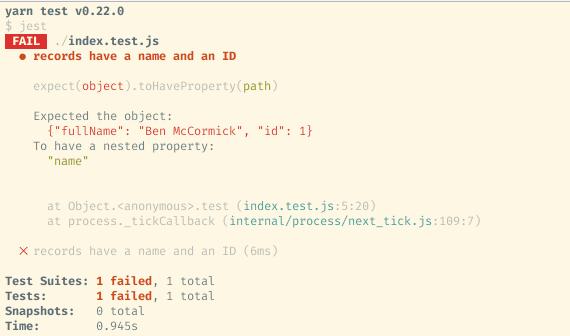 yarn test v0.22.0
$ jest
FAIL ./index.test.js
● records have a name and an ID
expect(object).toHaveProperty(path)
Expected the object:
{"fullName": "Ben McCormick", "id": 1}
To have a nested property:
"name"
at Object.<anonymous>.test (index.test.js:5:20)
at process._tickCallback (internal/process/next_tick.js:109:7)
✕ records have a name and an ID (6ms)
Test Suites: 1 failed, 1 total
Tests: 1 failed, 1 total
Snapshots: 0 total
Time: 0.945s